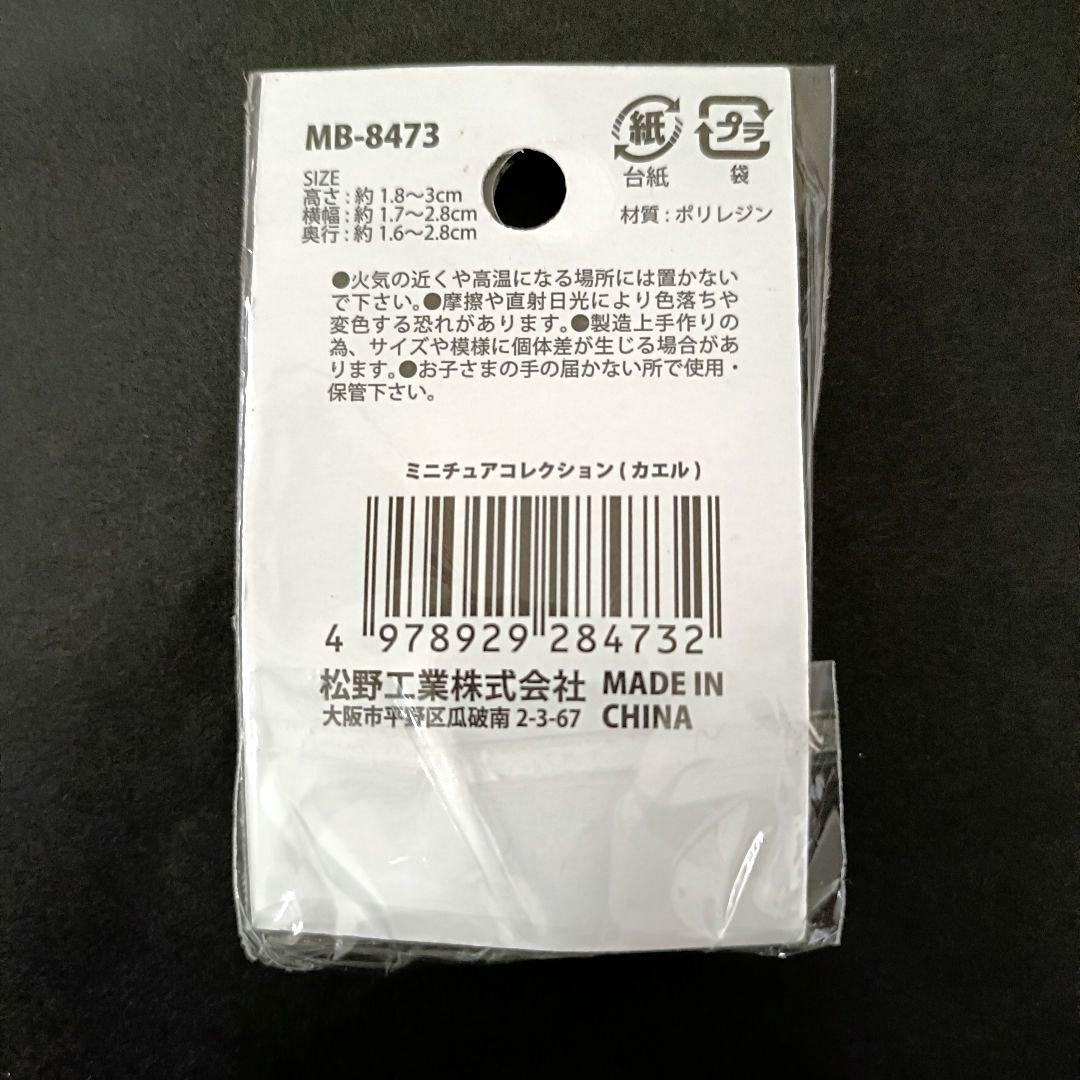 MB-8473
紙
プラ
台紙
袋
SIZE
高さ : 約 1.8～3cm
横幅 : 約 1.7～2.8cm
奥行 : 約 1.6～2.8cm
材質 : ポリレジン
●火気の近くや高温になる場所には置かない
で下さい。●摩擦や直射日光により色落ちや
変色する恐れがあります。●製造上手作りの
為、サイズや模様に個体差が生じる場合があ
ります。●お子さまの手の届かない所で使用・
保管下さい。
ミニチュアコレクション ( カエル )
4 978929 284732
松野工業株式会社
大阪市平野区瓜破南 2-3-67
MADE IN
CHINA